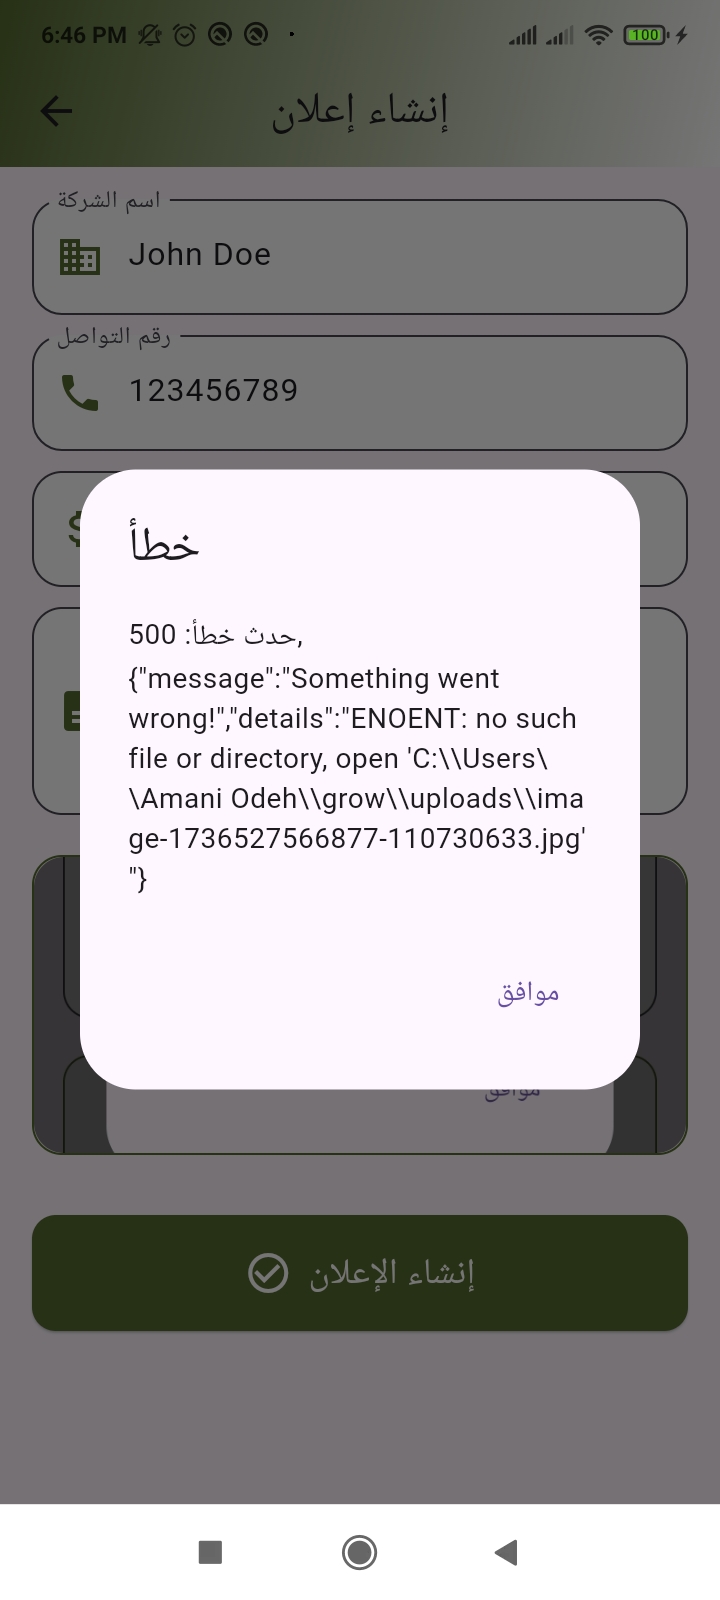 6:46 PM
100
إنشاء إعلان
اسم الشركة
John Doe
رقم التواصل
123456789
$
خطأ
حدث خطأ: 500,
{"message":"Something went
wrong!","details":"ENOENT: no such
file or directory, open 'C:\\Users\
\Amani Odeh\\grow\\uploads\\ima
ge-1736527566877-110730633.jpg'
"}
موافق
موافق
إنشاء الإعلان